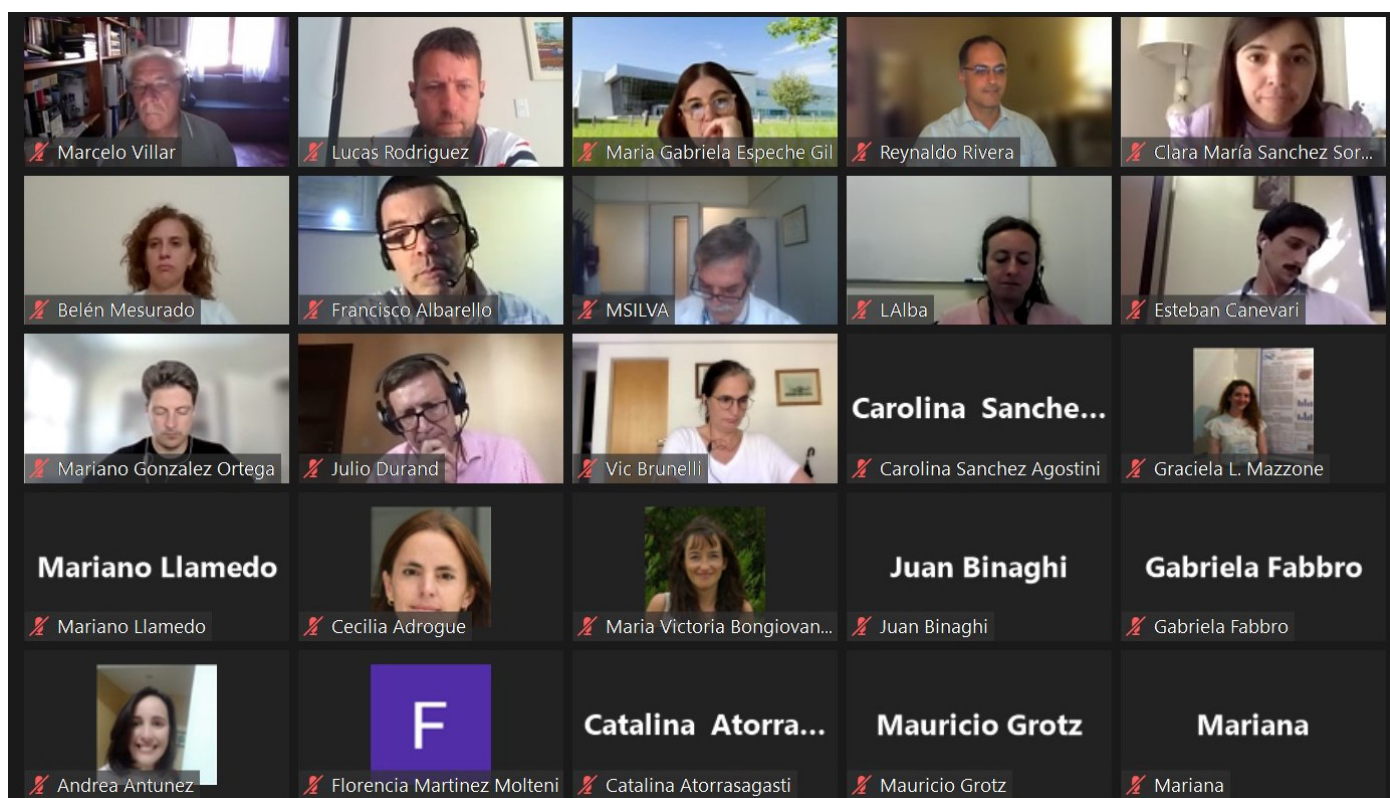 Marcelo Villar
Lucas Rodriguez
Maria Gabriela Espeche Gil
Reynaldo Rivera
Clara María Sanchez Sor...
Belén Mesurado
Francisco Albarello
MSILVA
LAlba
Esteban Canevari
Mariano Gonzalez Ortega
Julio Durand
Vic Brunelli
Carolina Sanche...
Carolina Sanchez Agostini
Graciela L. Mazzone
Mariano Llamedo
Mariano Llamedo
Cecilia Adrogue
Maria Victoria Bongiovan...
Juan Binaghi
Juan Binaghi
Gabriela Fabbro
Gabriela Fabbro
Andrea Antunez
F
Florencia Martinez Molteni
Catalina Atorra...
Catalina Atorrasagasti
Mauricio Grotz
Mauricio Grotz
Mariana
Mariana